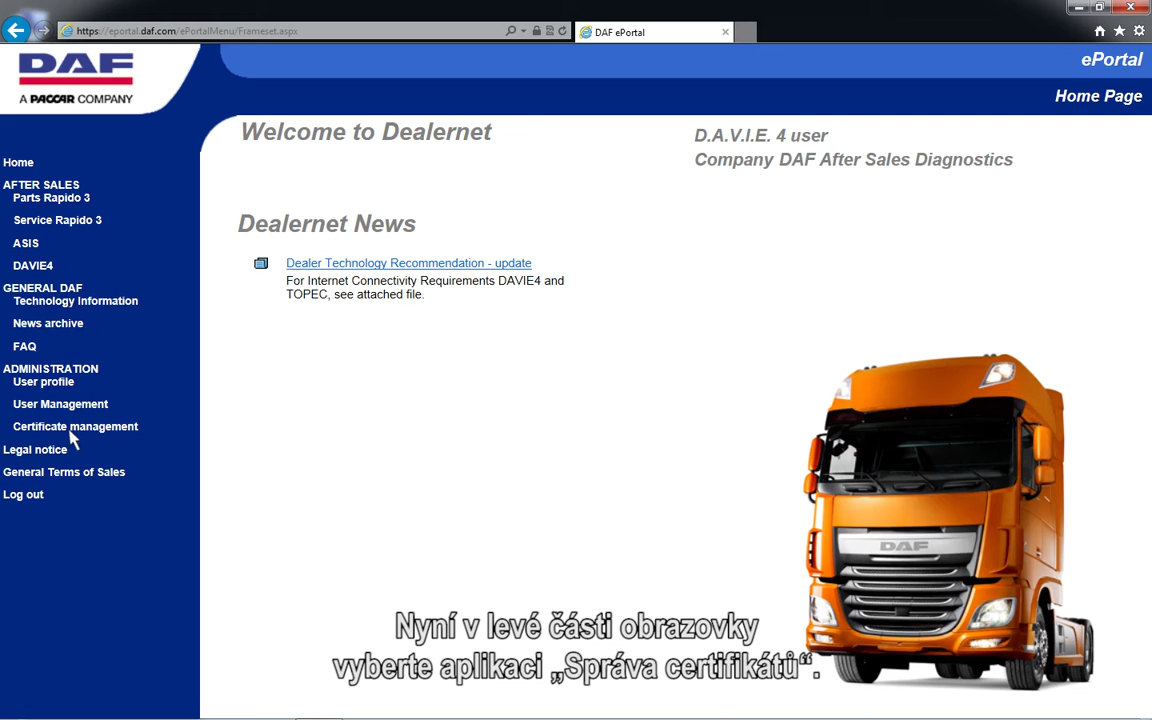 https://eportal.daf.com/ePortalMenu/Frameset.aspx
DAF ePortal
DAF
A PACCAR COMPANY
ePortal
Home Page
Welcome to Dealernet
D.A.V.I.E. 4 user
Company DAF After Sales Diagnostics
Home
AFTER SALES
Parts Rapido 3
Service Rapido 3
ASIS
DAVIE4
GENERAL DAF
Technology Information
News archive
FAQ
ADMINISTRATION
User profile
User Management
Certificate management
Legal notice
General Terms of Sales
Log out
Dealernet News
Dealer Technology Recommendation - update
For Internet Connectivity Requirements DAVIE4 and
TOPEC, see attached file.
DAF
Nyní v levé části obrazovky
vyberte aplikaci „Správa certifikátů“.